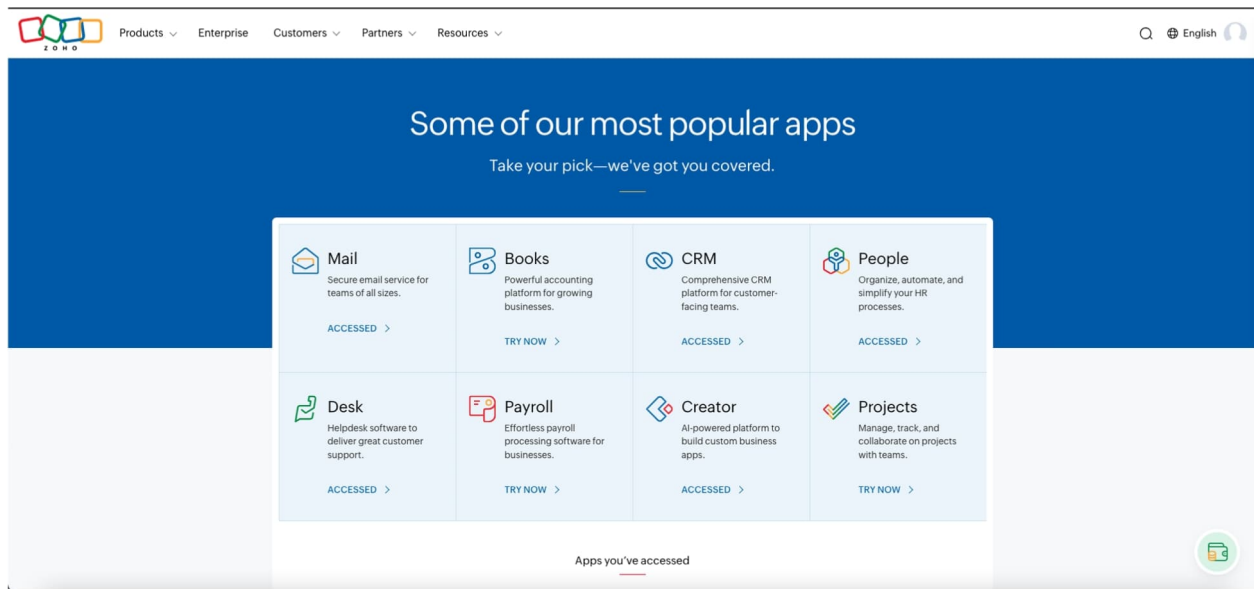 ZOHO
Products
Enterprise
Customers
Partners
Resources
English
Some of our most popular apps
Take your pick—we've got you covered.
Mail
Secure email service for
teams of all sizes.
ACCESSED
Books
Powerful accounting
platform for growing
businesses.
TRY NOW
CRM
Comprehensive CRM
platform for customer-
facing teams.
ACCESSED
People
Organize, automate, and
simplify your HR
processes.
ACCESSED
Desk
Helpdesk software to
deliver great customer
support.
ACCESSED
Payroll
Effortless payroll
processing software for
businesses.
TRY NOW
Creator
AI-powered platform to
build custom business
apps.
ACCESSED
Projects
Manage, track, and
collaborate on projects
with teams.
TRY NOW
Apps you've accessed